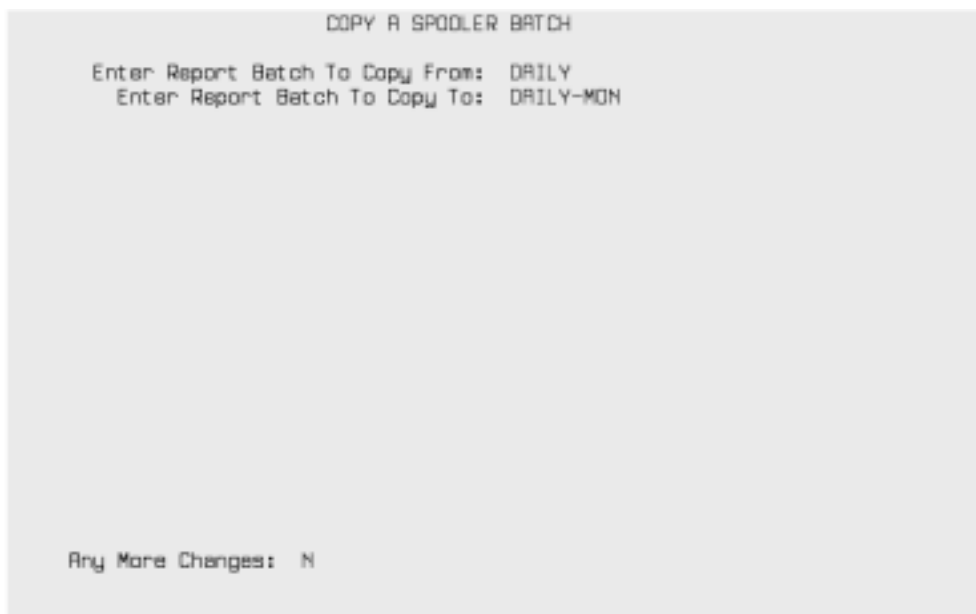 COPY A SPOOLER BATCH
Enter Report Batch To Copy From: DAILY
Enter Report Batch To Copy To: DAILY-MON
Any More Changes: N